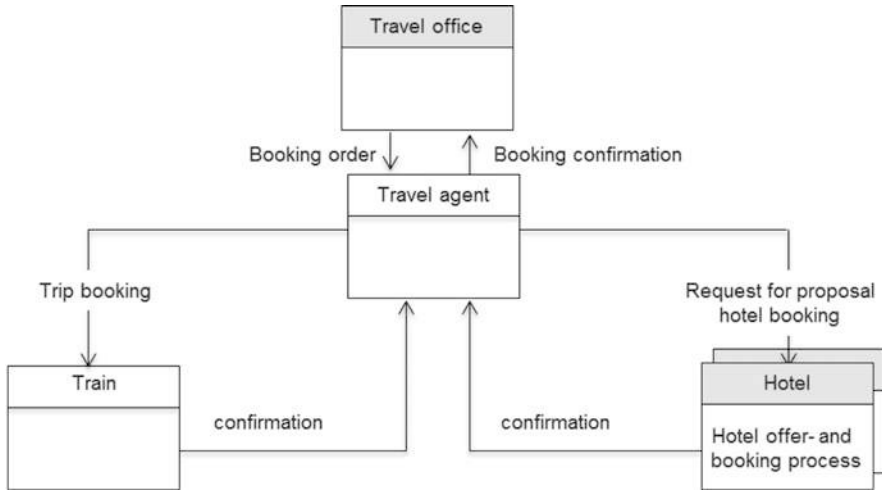 Travel office
Booking order
Booking confirmation
Travel agent
Trip booking
Request for proposal
hotel booking
Train
Hotel
confirmation
confirmation
Hotel offer- and
booking process